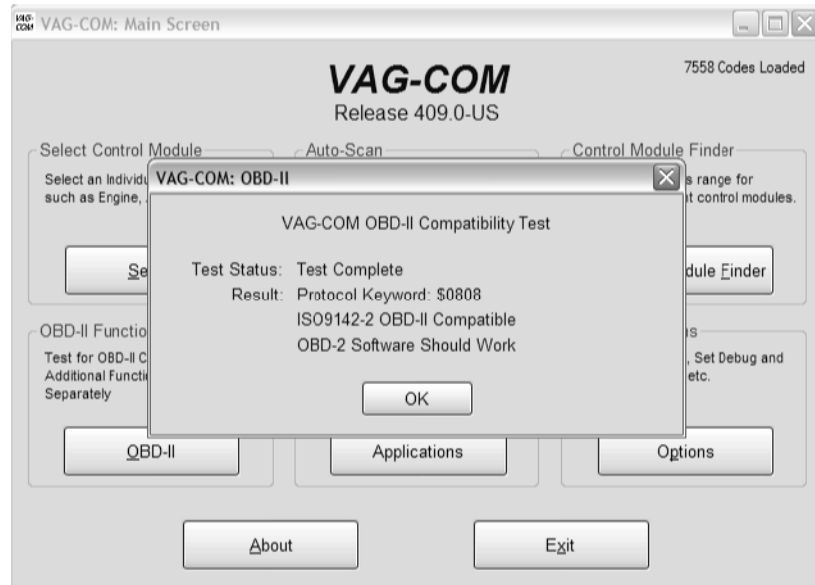 VAG-COM: Main Screen
VAG-COM
Release 409.0-US
7558 Codes Loaded
Select Control Module
Auto-Scan
Control Module Finder
Select an Individu
such as Engine,
s range for
t control modules.
Se
dule Finder
VAG-COM: OBD-II
VAG-COM OBD-II Compatibility Test
Test Status: Test Complete
Result: Protocol Keyword: $0808
ISO9142-2 OBD-II Compatible
OBD-2 Software Should Work
OK
OBD-II Functio
Test for OBD-II C
Additional Functi
Separately
s
, Set Debug and
etc.
OBD-II
Applications
Options
About
Exit